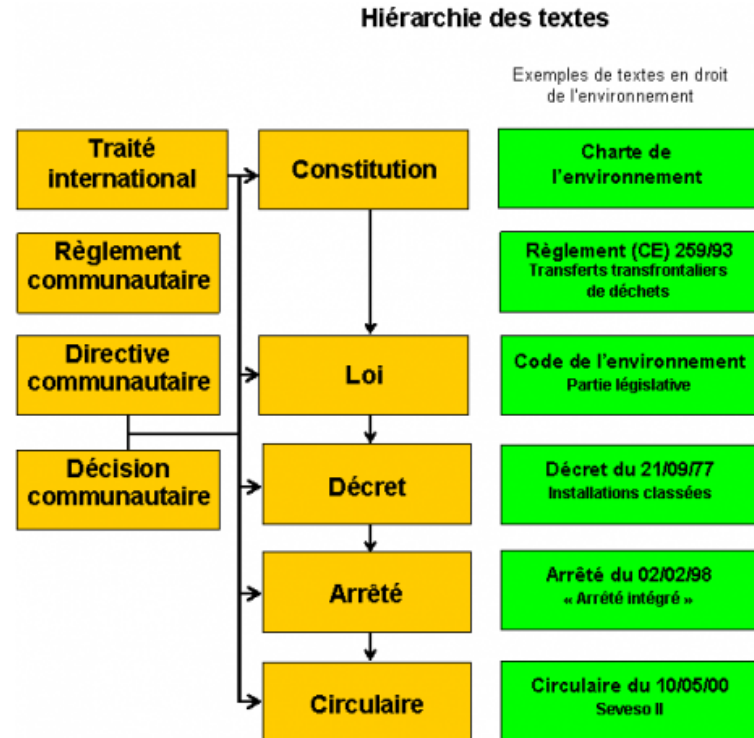 Hiérarchie des textes
Exemples de textes en droit
de l'environnement
Traité
international
Constitution
Charte de
l'environnement
Règlement
communautaire
Règlement (CE) 259/93
Transferts transfrontaliers
de déchets
Directive
communautaire
Loi
Code de l'environnement
Partie législative
Décision
communautaire
Décret
Décret du 21/09/77
Installations classées
Arrêté
Arrêté du 02/02/98
« Arrété intégré »
Circulaire
Circulaire du 10/05/00
Seveso II